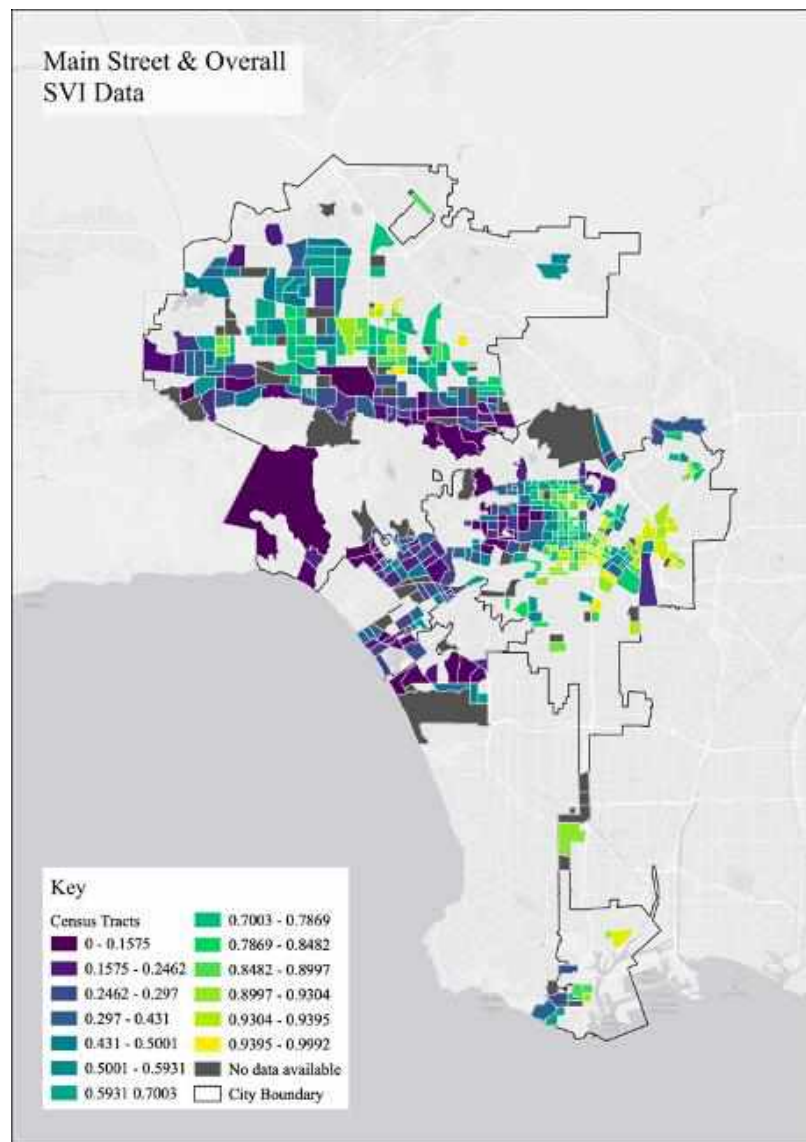 Main Street & Overall
SVI Data
Key
Census Tracts
0 - 0.1575
0.1575 - 0.2462
0.2462 - 0.297
0.297 - 0.431
0.431 - 0.5001
0.5001 - 0.5931
0.5931 0.7003
0.7003 - 0.7869
0.7869 - 0.8482
0.8482 - 0.8997
0.8997 - 0.9304
0.9304 - 0.9395
0.9395 - 0.9992
No data available
City Boundary